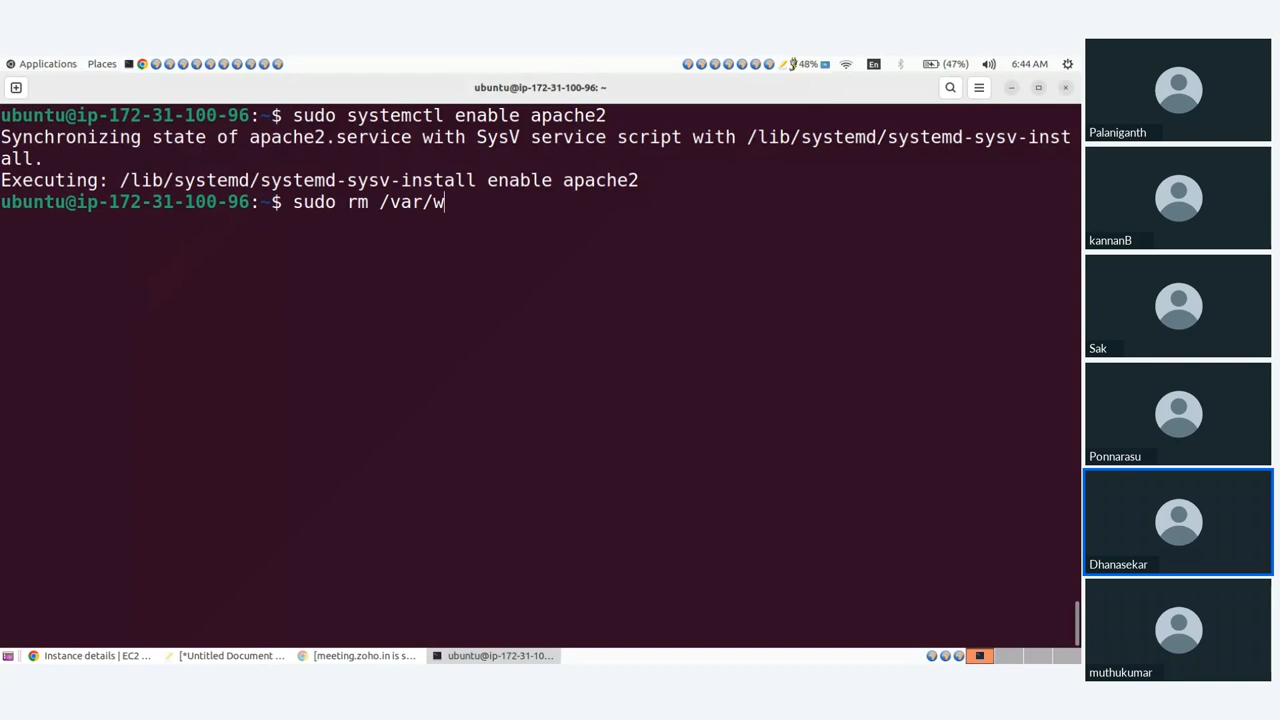 Applications Places 48% En (47%) 6:44 AM
ubuntu@ip-172-31-100-96: ~
ubuntu@ip-172-31-100-96:~$ sudo systemctl enable apache2
Synchronizing state of apache2.service with SysV service script with /lib/systemd/systemd-sysv-inst
all.
Executing: /lib/systemd/systemd-sysv-install enable apache2
ubuntu@ip-172-31-100-96:~$ sudo rm /var/w
Instance details | EC2 ... [*Untitled Document ... [meeting.zoho.in is s... ubuntu@ip-172-31-10...
Palaniganth
kannanB
Sak
Ponnarasu
Dhanasekar
muthukumar